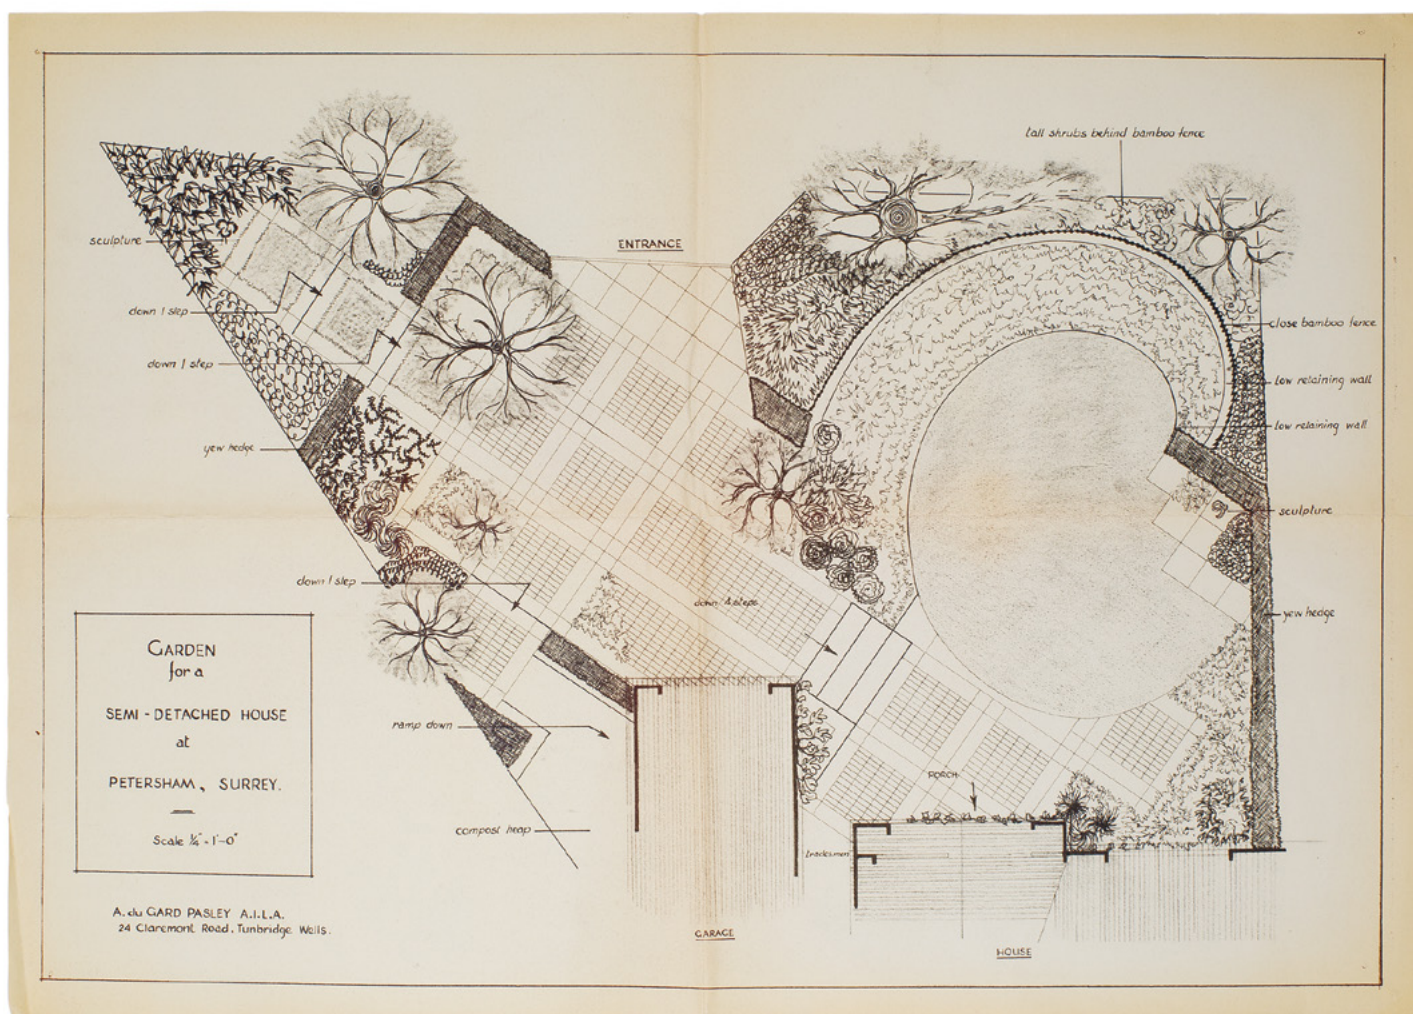 tall shrubs behind bamboo fence
sculpture
ENTRANCE
down 1 step
close bamboo fence
down 1 step
low retaining wall
low retaining wall
yew hedge
sculpture
down 1 step
down 4 steps
yew hedge
GARDEN
for a
SEMI-DETACHED HOUSE
at
PETERSHAM, SURREY.
Scale ¼" = 1'-0"
ramp down
PORCH
compost heap
tradesmen
A. du GARD PASLEY A.I.L.A.
24 Claremont Road, Tunbridge Wells.
GARAGE
HOUSE